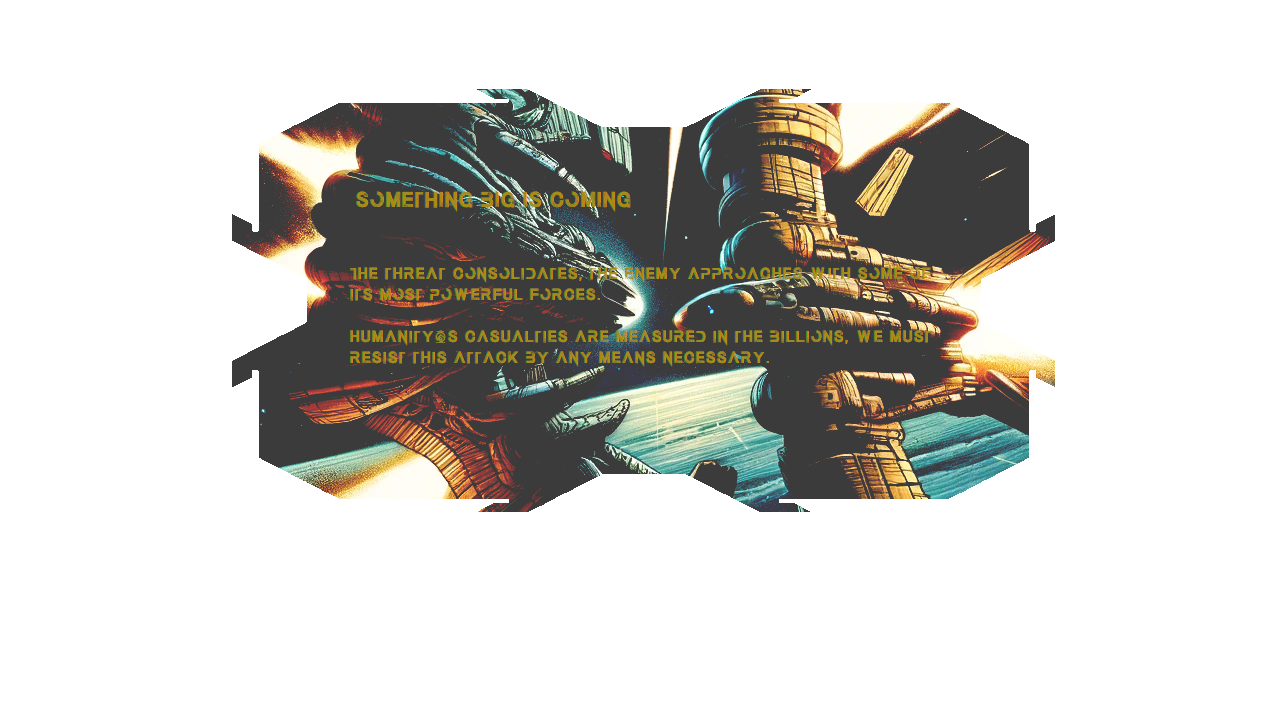 SOMETHING BIG IS COMING
THE THREAT CONSOLIDATES, THE ENEMY APPROACHES WITH SOME OF
ITS MOST POWERFUL FORCES.
HUMANITY@S CASUALTIES ARE MEASURED IN THE BILLIONS, WE MUST
RESIST THIS ATTACK BY ANY MEANS NECESSARY.